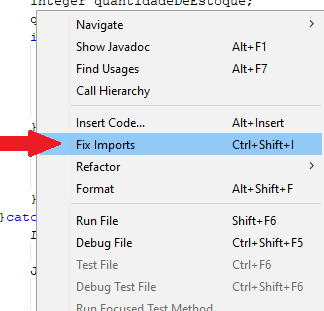 Integer quantidadeDeEstoque;
Navigate
Show Javadoc Alt+F1
Find Usages Alt+F7
Call Hierarchy
Insert Code... Alt+Insert
Fix Imports Ctrl+Shift+I
Refactor
Format Alt+Shift+F
}catc
Run File Shift+F6
Debug File Ctrl+Shift+F5
Test File Ctrl+F6
Debug Test File Ctrl+Shift+F6
Run Focused Test Method